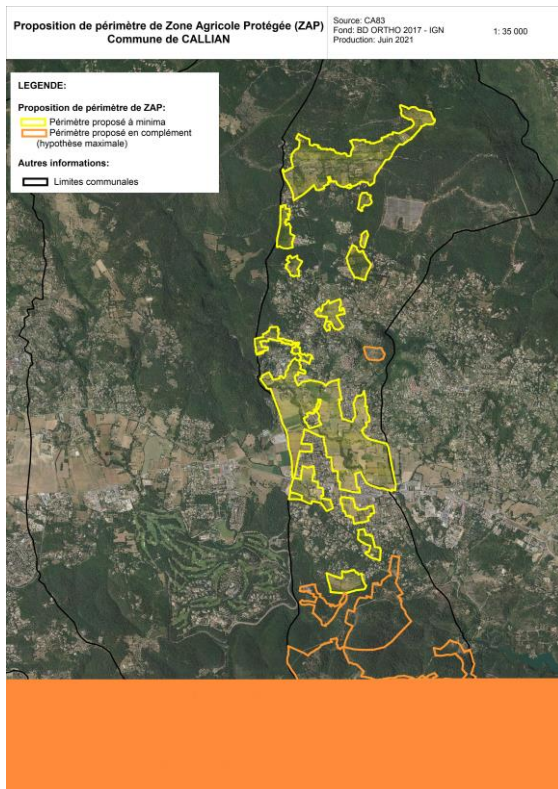 Proposition de périmètre de Zone Agricole Protégée (ZAP)
Commune de CALLIAN
Source: CA83
Fond: BD ORTHO 2017 - IGN
Production: Juin 2021
1: 35 000
LEGENDE:
Proposition de périmètre de ZAP:
Périmètre proposé à minima
Périmètre proposé en complément
(hypothèse maximale)
Autres informations:
Limites communales